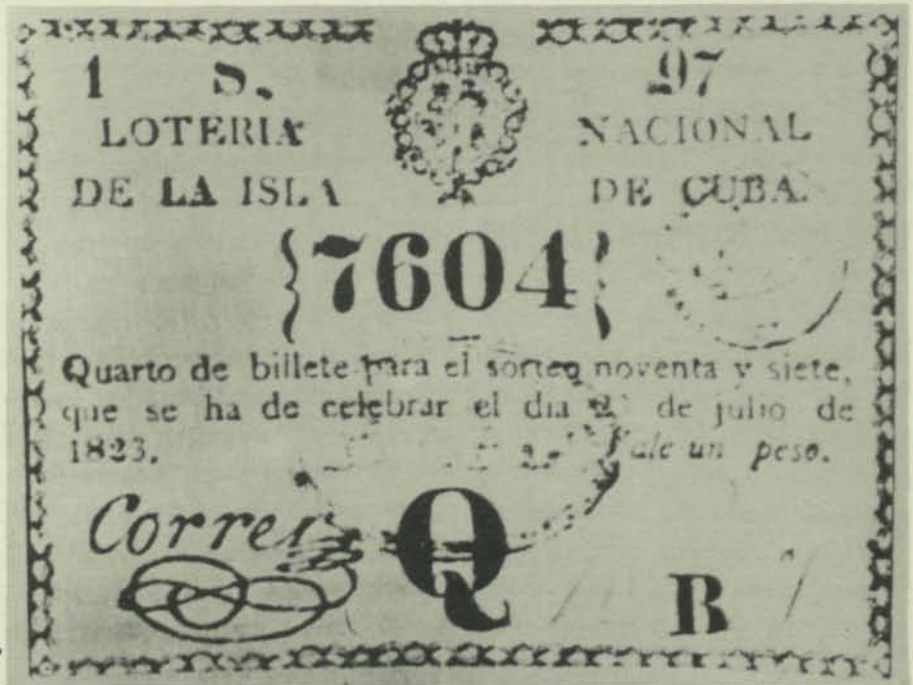 1 S. 97
LOTERIA NACIONAL
DE LA ISLA DE CUBA.
7604
Quarto de billete para el sorteo noventa y siete,
que se ha de celebrar el dia de julio de
1823. Vale un peso.
Q
B